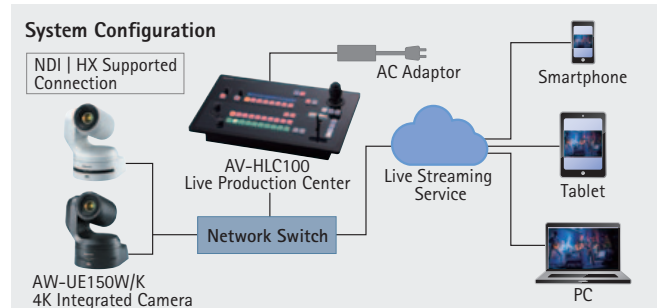 System Configuration
NDI | HX Supported
Connection
AC Adaptor
Smartphone
AV-HLC100
Live Production Center
Live Streaming
Service
Tablet
Network Switch
AW-UE150W/K
4K Integrated Camera
PC